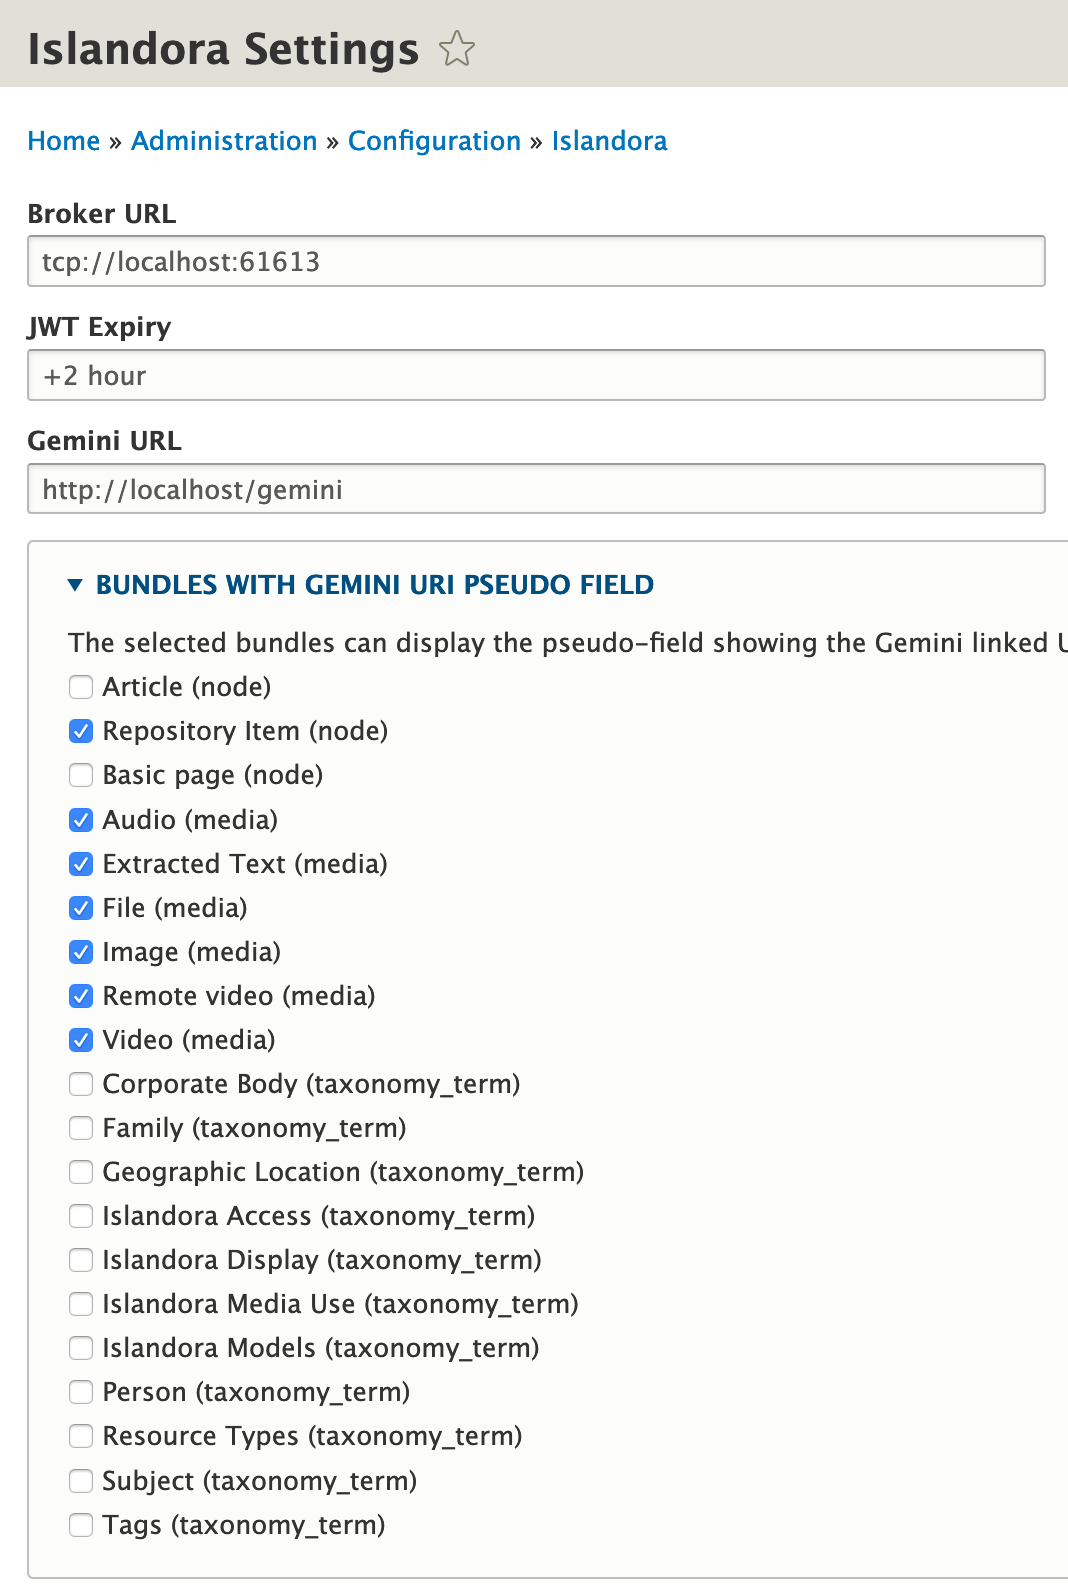 Islandora Settings
Home » Administration » Configuration » Islandora
Broker URL
tcp://localhost:61613
JWT Expiry
+2 hour
Gemini URL
http://localhost/gemini
BUNDLES WITH GEMINI URI PSEUDO FIELD
The selected bundles can display the pseudo-field showing the Gemini linked
Article (node)
Repository Item (node)
Basic page (node)
Audio (media)
Extracted Text (media)
File (media)
Image (media)
Remote video (media)
Video (media)
Corporate Body (taxonomy_term)
Family (taxonomy_term)
Geographic Location (taxonomy_term)
Islandora Access (taxonomy_term)
Islandora Display (taxonomy_term)
Islandora Media Use (taxonomy_term)
Islandora Models (taxonomy_term)
Person (taxonomy_term)
Resource Types (taxonomy_term)
Subject (taxonomy_term)
Tags (taxonomy_term)